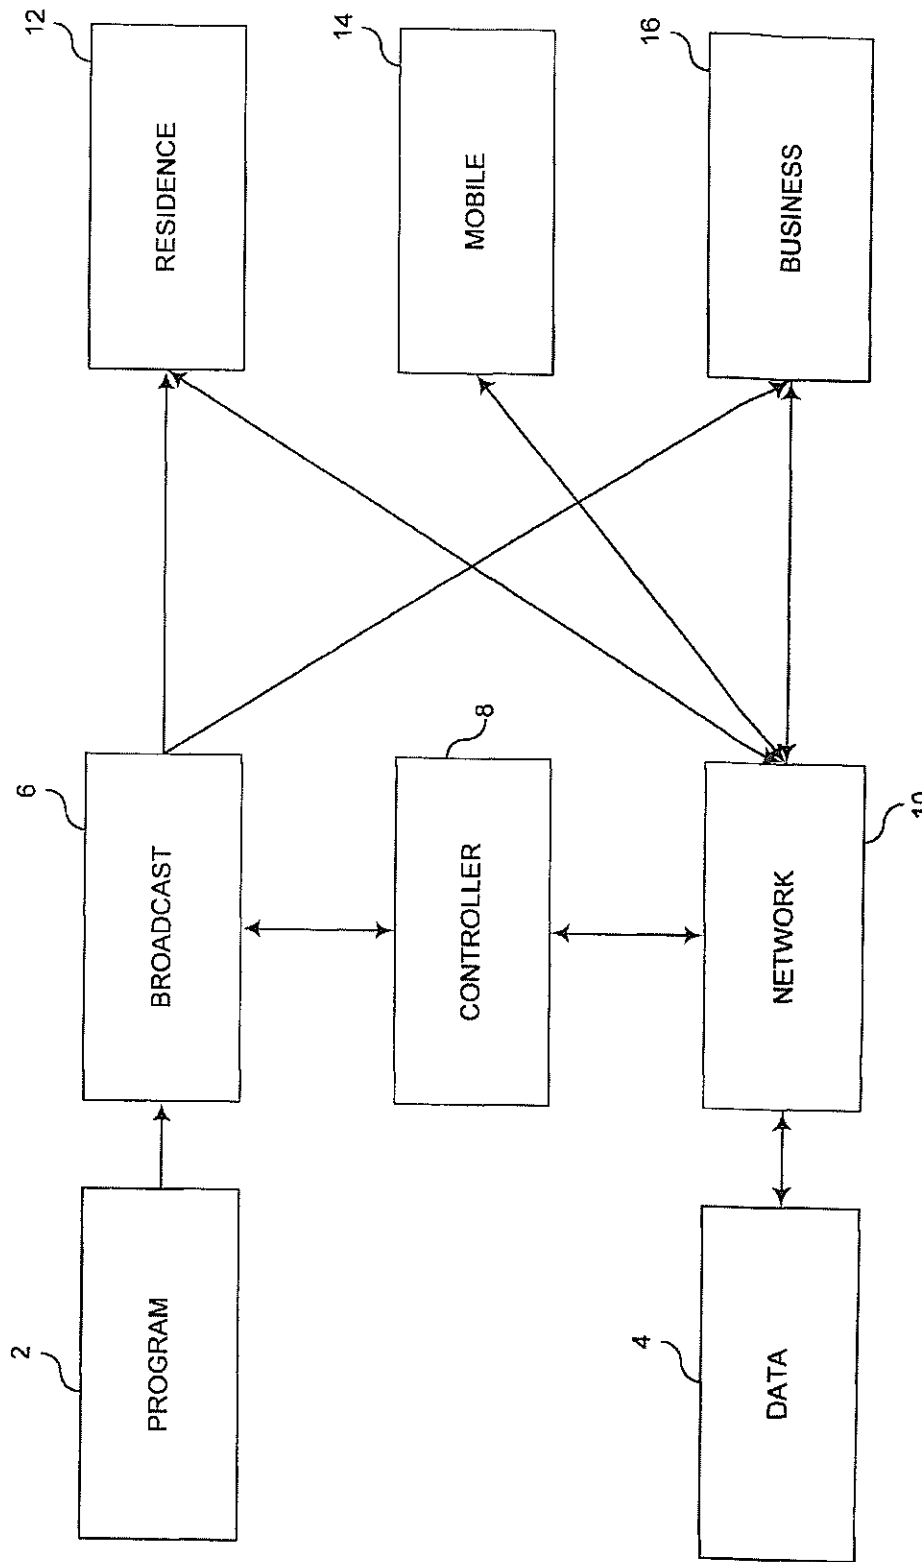 2
PROGRAM
4
DATA
6
BROADCAST
8
CONTROLLER
NETWORK
10
12
RESIDENCE
14
MOBILE
16
BUSINESS